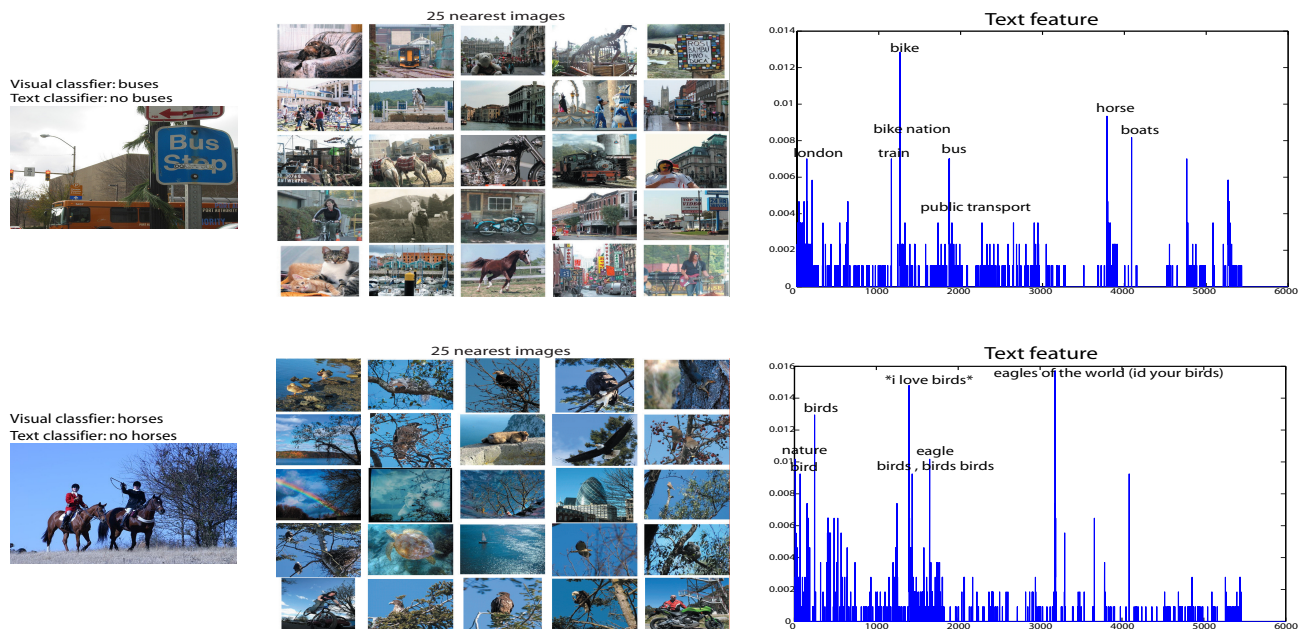 25 nearest images
Text feature
Visual classfier: buses
Text classifier: no buses
Bus
Stop
0.014
0.012
0.01
0.008
0.006
0.004
0.002
0
bike
horse
bike nation
boats
london
train
bus
public transport
0
1000
2000
3000
4000
5000
6000
25 nearest images
Text feature
Visual classfier: horses
Text classifier: no horses
0.016
0.014
0.012
0.01
0.008
0.006
0.004
0.002
0
*i love birds*
eagles of the world (id your birds)
birds
nature
eagle
bird
birds , birds birds
0
1000
2000
3000
4000
5000
6000